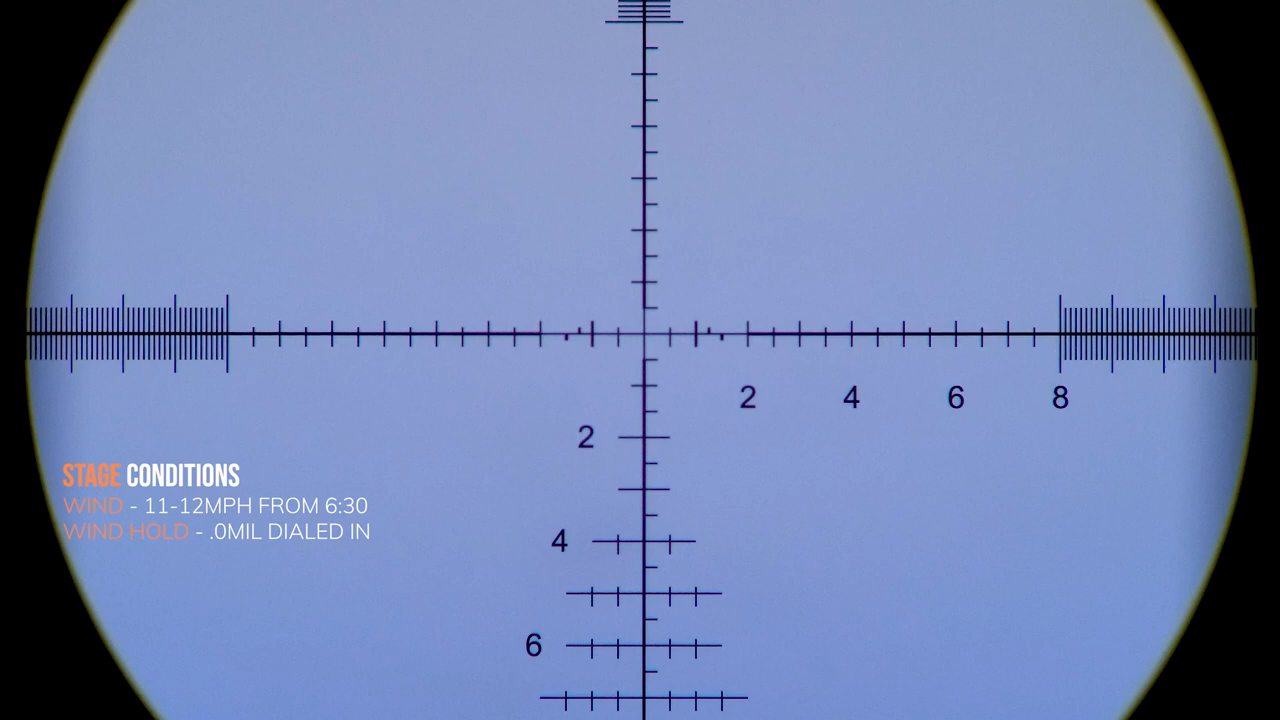 2 4 6 8
2
4
STAGE CONDITIONS
WIND - 11-12MPH FROM 6:30
WIND HOLD - .0MIL DIALED IN
6